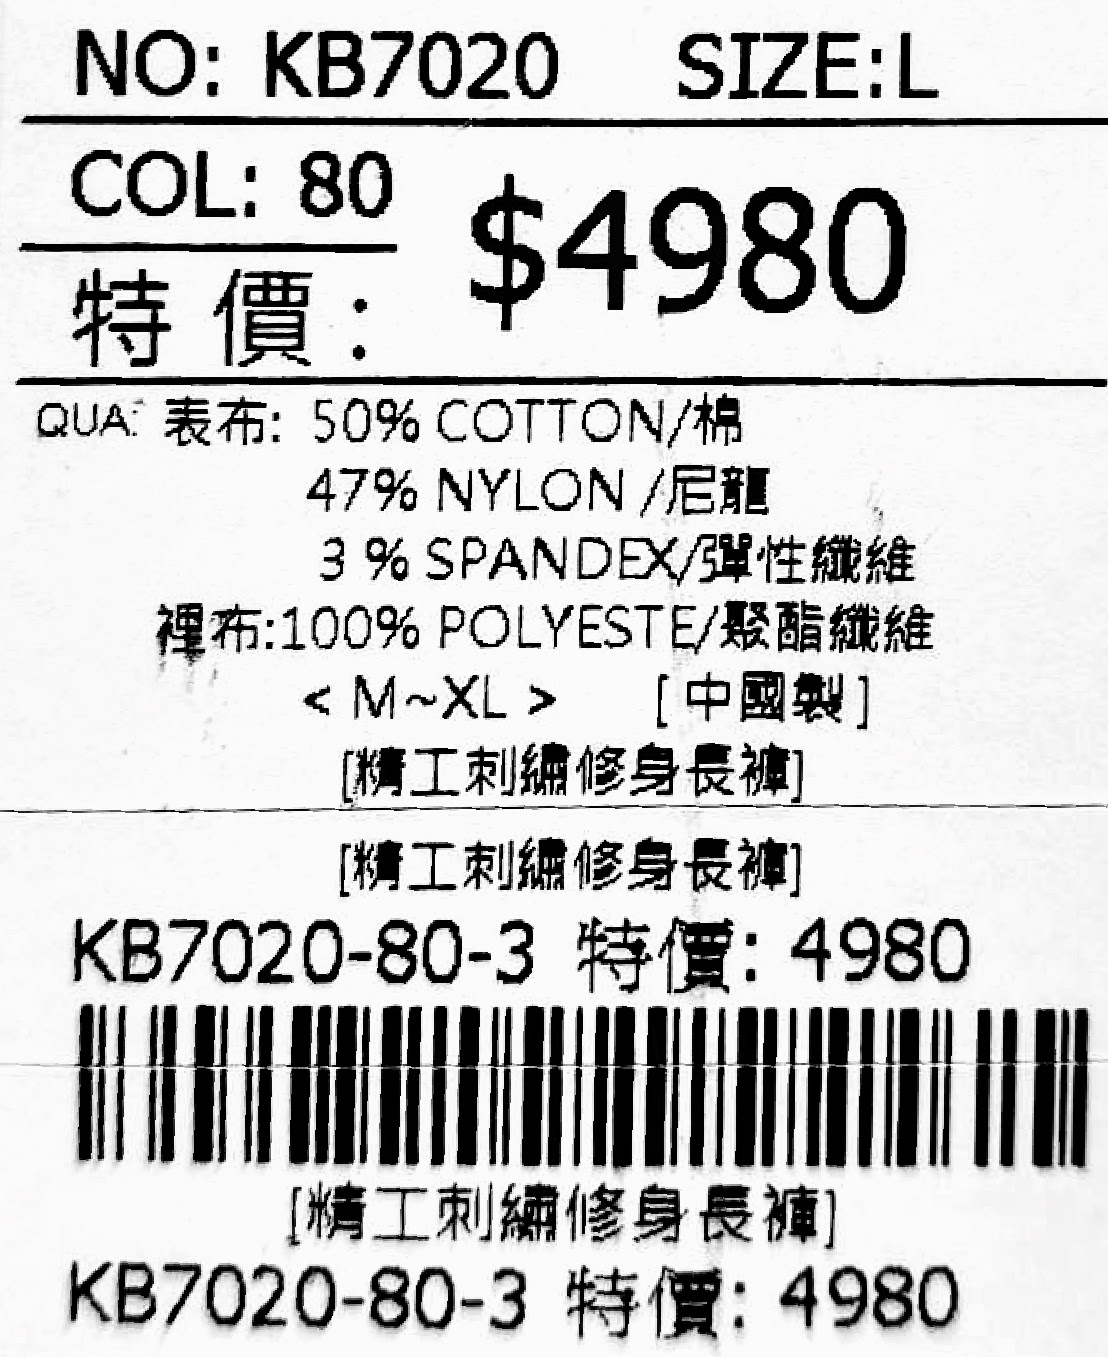 NO: KB7020 SIZE:L
COL: 80
$4980
特價:
QUA: 表布: 50% COTTON/棉
47% NYLON /尼龍
3 % SPANDEX/彈性纖維
裡布:100% POLYESTE/聚酯纖維
< M~XL > [ 中國製 ]
[精工刺繡修身長褲]
[精工刺繡修身長褲]
KB7020-80-3 特價: 4980
[精工刺繡修身長褲]
KB7020-80-3 特價: 4980